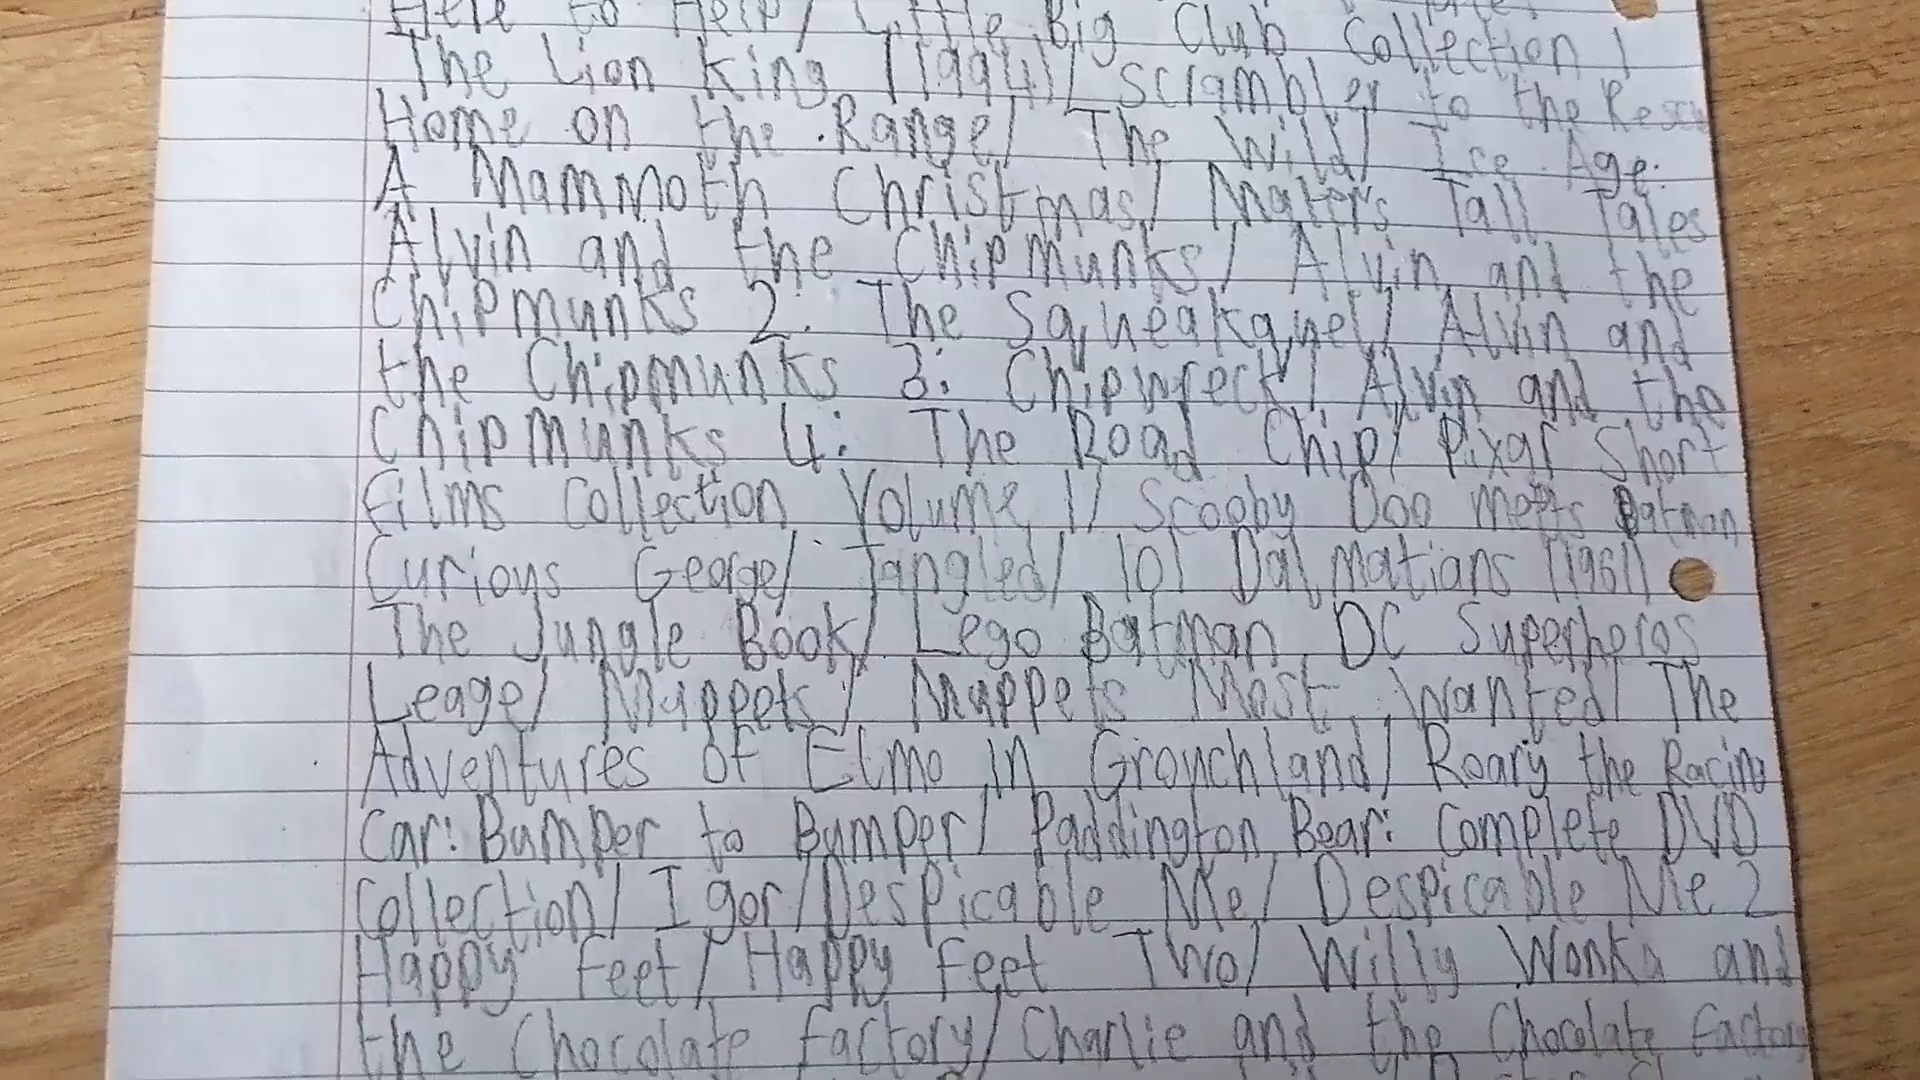 Here to Help/ Little Big Club Collection 1
The Lion King (1994)/ Scrambler to the Rescu
Home on the Range/ The Wild/ Ice Age:
A Mammoth Christmas/ Mater's Tall Tales
Alvin and the Chipmunks/ Alvin and the
Chipmunks 2: The Squeakquel/ Alvin and
the Chipmunks 3: Chipwreck'/ Alvin and the
Chipmunks 4: The Road Chip/ Pixar Short
Films Collection Volume 1/ Scooby Doo meets Batman
Curious George/ Tangled/ 101 Dalmatians (1961)
The Jungle Book/ Lego Batman DC Superheros
Leage/ Muppets/ Muppets Most Wanted/ The
Adventures of Elmo in Grouchland/ Roary the Racing
Car: Bumper to Bumper/ Paddington Bear: Complete DVD
Collection/ Igor/ Despicable Me/ Despicable Me 2
Happy Feet/ Happy Feet Two/ Willy Wonka and
the Chocolate Factory/ Charlie and the Chocolate Factory